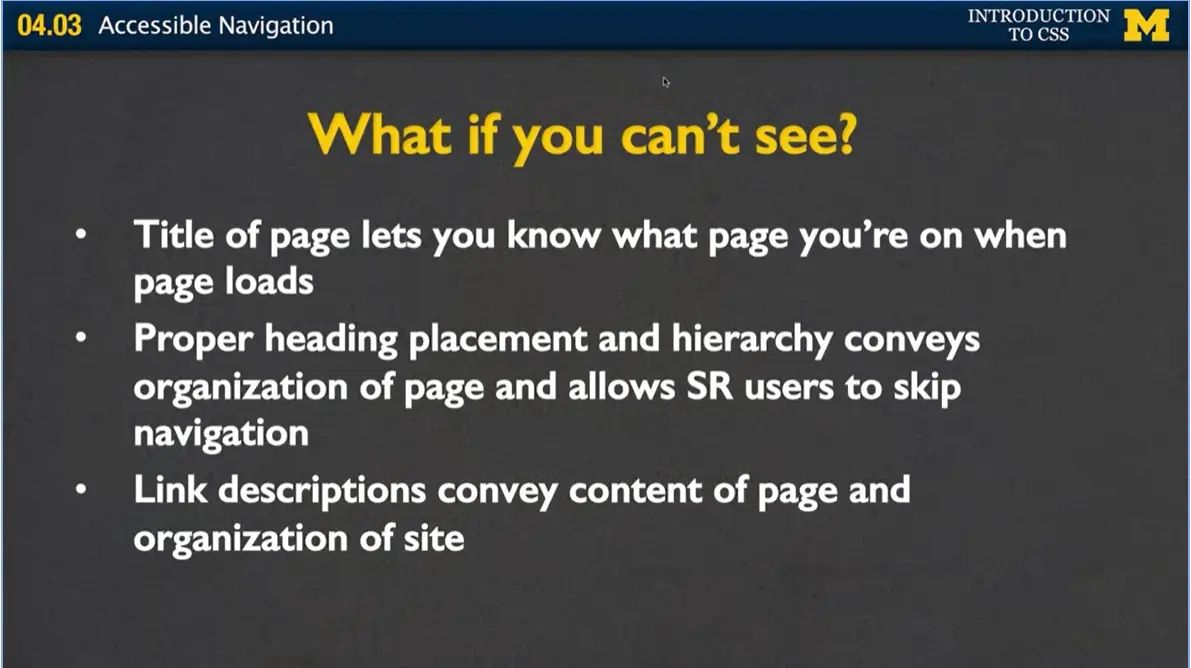 04.03 Accessible Navigation
INTRODUCTION
TO CSS
M
What if you can’t see?
• Title of page lets you know what page you’re on when
page loads
• Proper heading placement and hierarchy conveys
organization of page and allows SR users to skip
navigation
• Link descriptions convey content of page and
organization of site